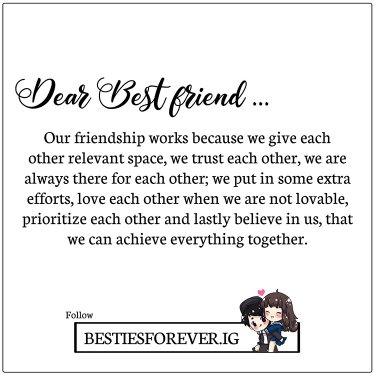 Dear Best friend ...
Our friendship works because we give each
other relevant space, we trust each other, we are
always there for each other; we put in some extra
efforts, love each other when we are not lovable,
prioritize each other and lastly believe in us, that
we can achieve everything together.
Follow
BESTIESFOREVER.IG